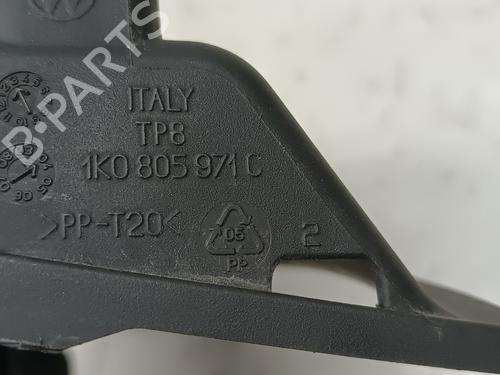 ITALY
TP8
1K0 805 971 C
>PP-T20<
05
PP
2
B-PARTS